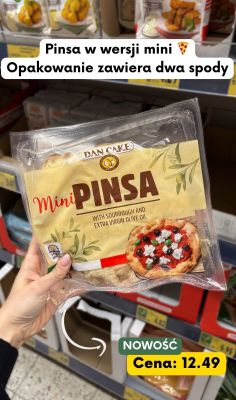 Pinsa w wersji mini 🍕
Opakowanie zawiera dwa spody
DAN CAKE
Mini PINSA
WITH SOURDOUGH AND
EXTRA VIRGIN OLIVE OIL
NOWOŚĆ
Cena: 12.49